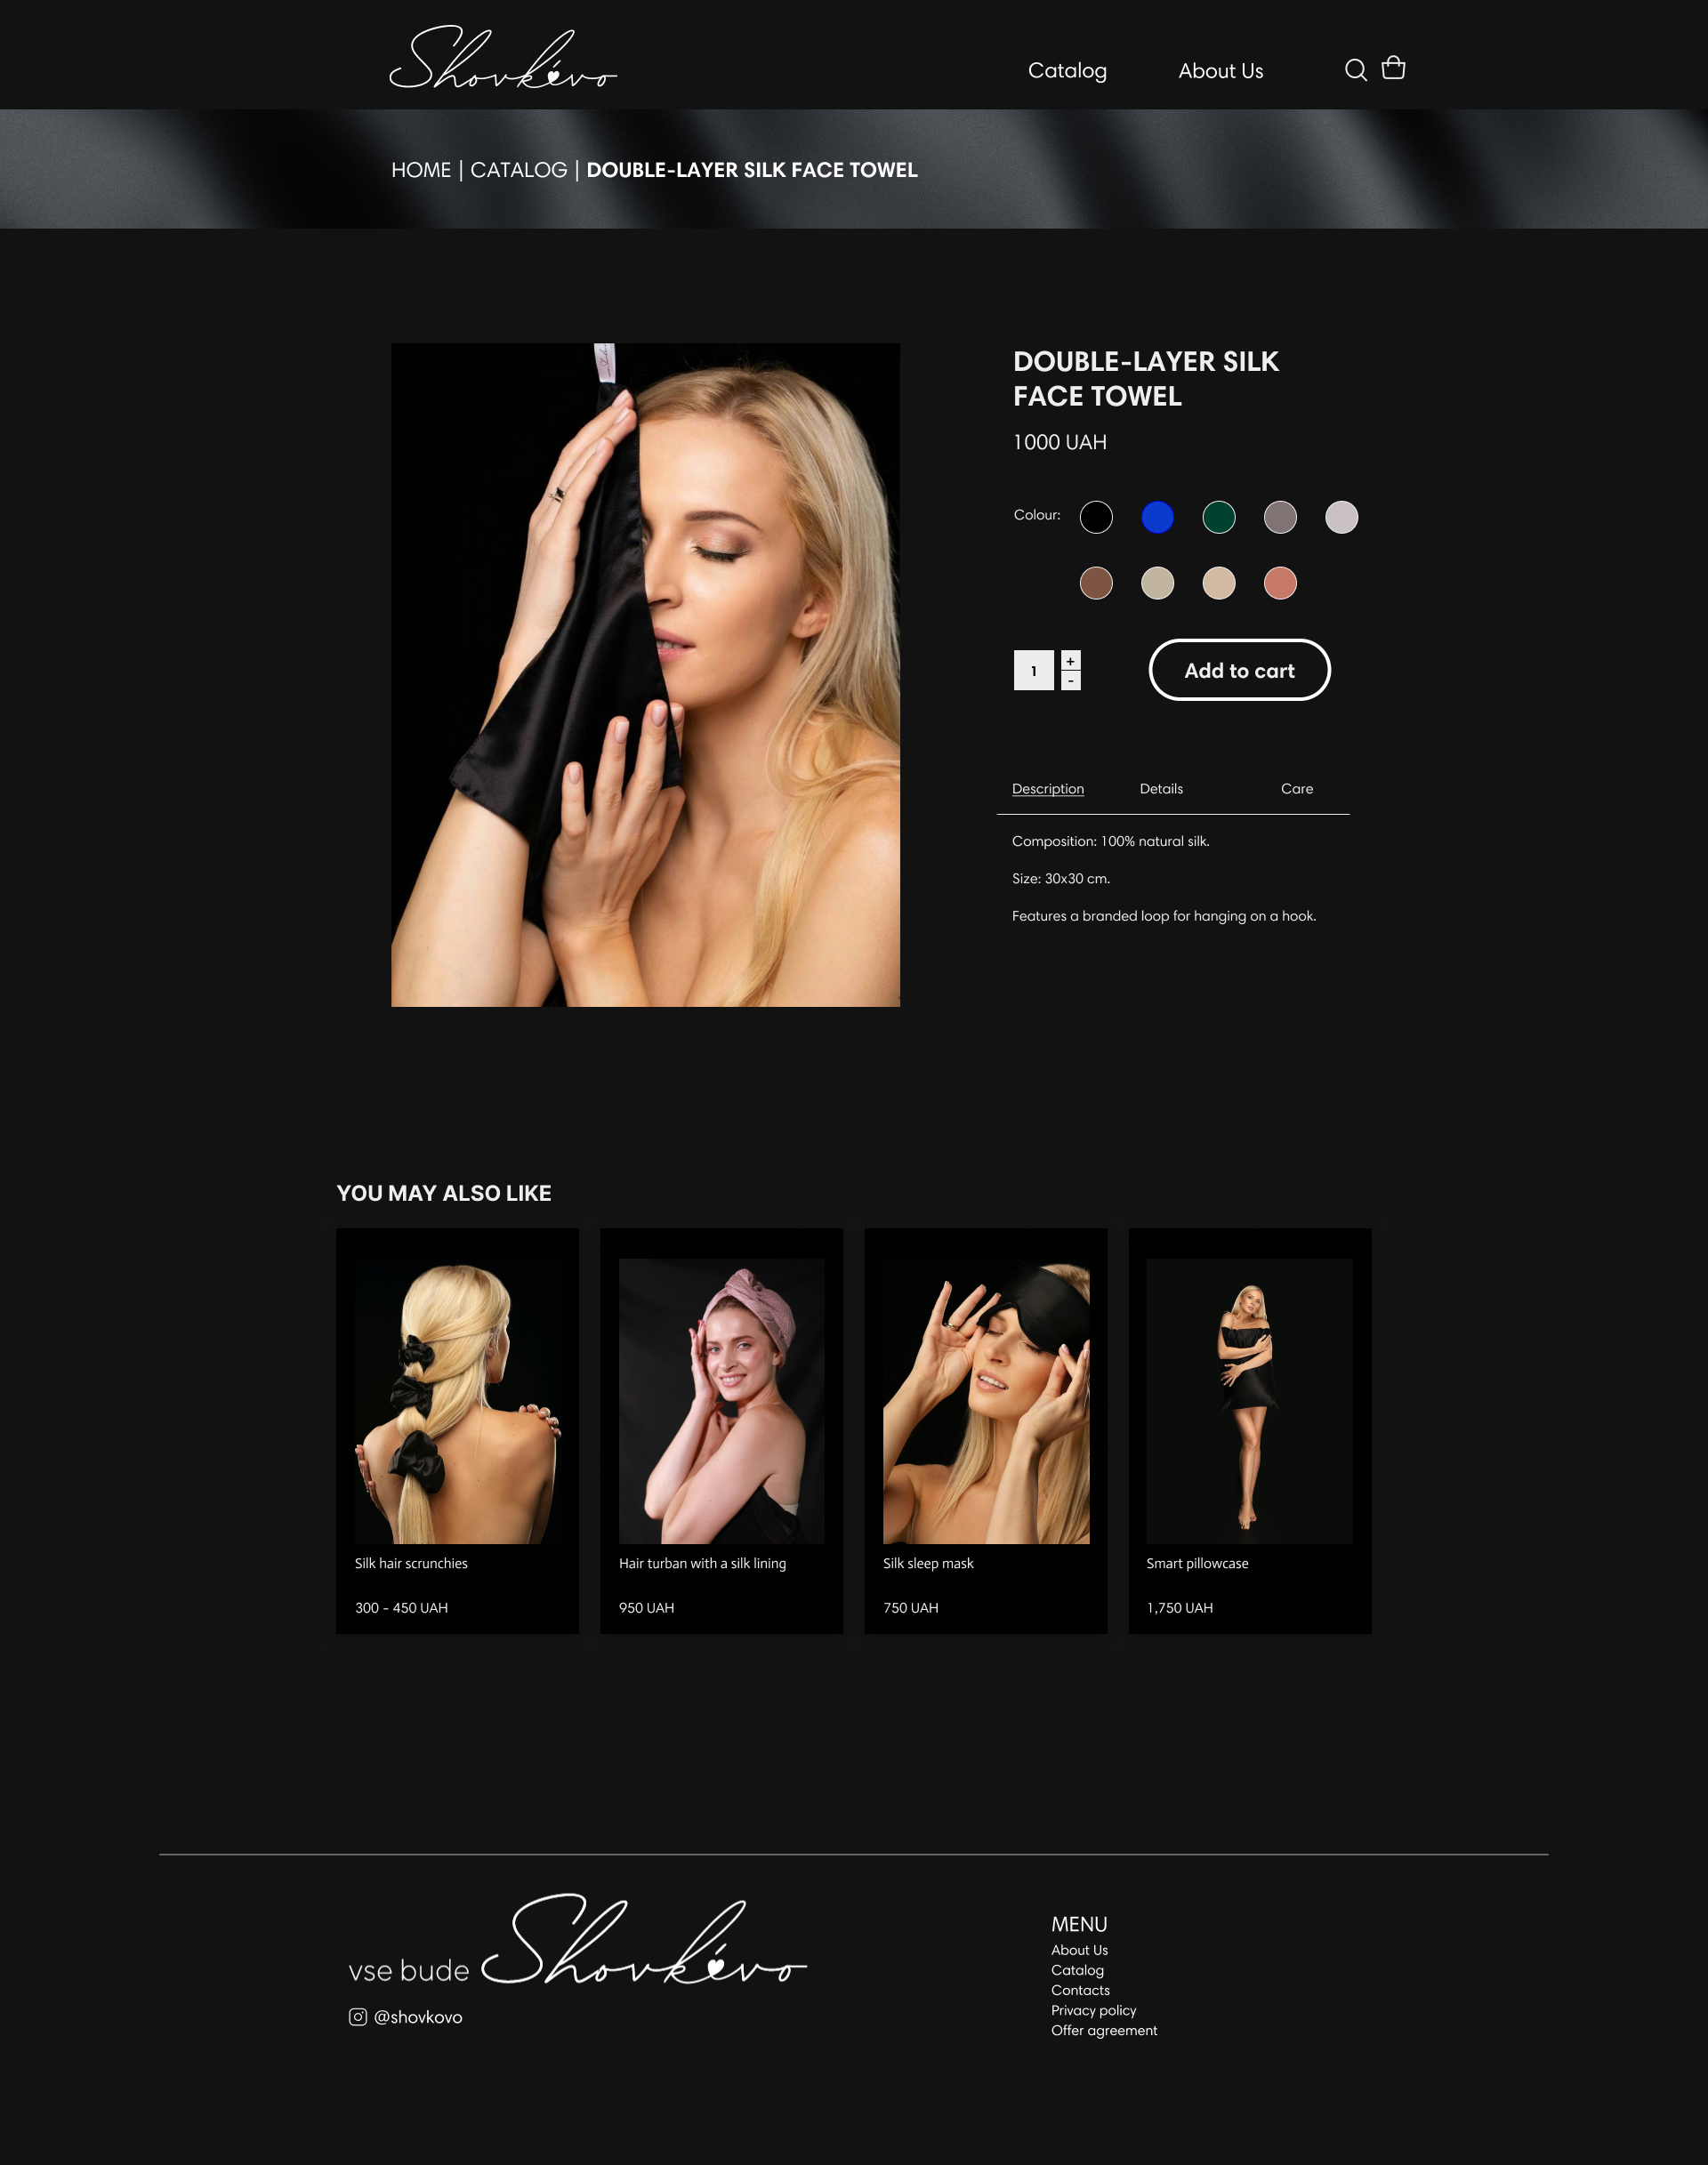 Shovkóvo
Catalog About Us
HOME | CATALOG | DOUBLE-LAYER SILK FACE TOWEL
DOUBLE-LAYER SILK
FACE TOWEL
1000 UAH
Colour:
1
+
-
Add to cart
Description Details Care
Composition: 100% natural silk.
Size: 30x30 cm.
Features a branded loop for hanging on a hook.
YOU MAY ALSO LIKE
Silk hair scrunchies
300 - 450 UAH
Hair turban with a silk lining
950 UAH
Silk sleep mask
750 UAH
Smart pillowcase
1,750 UAH
vse bude Shovkóvo
@shovkovo
MENU
About Us
Catalog
Contacts
Privacy policy
Offer agreement